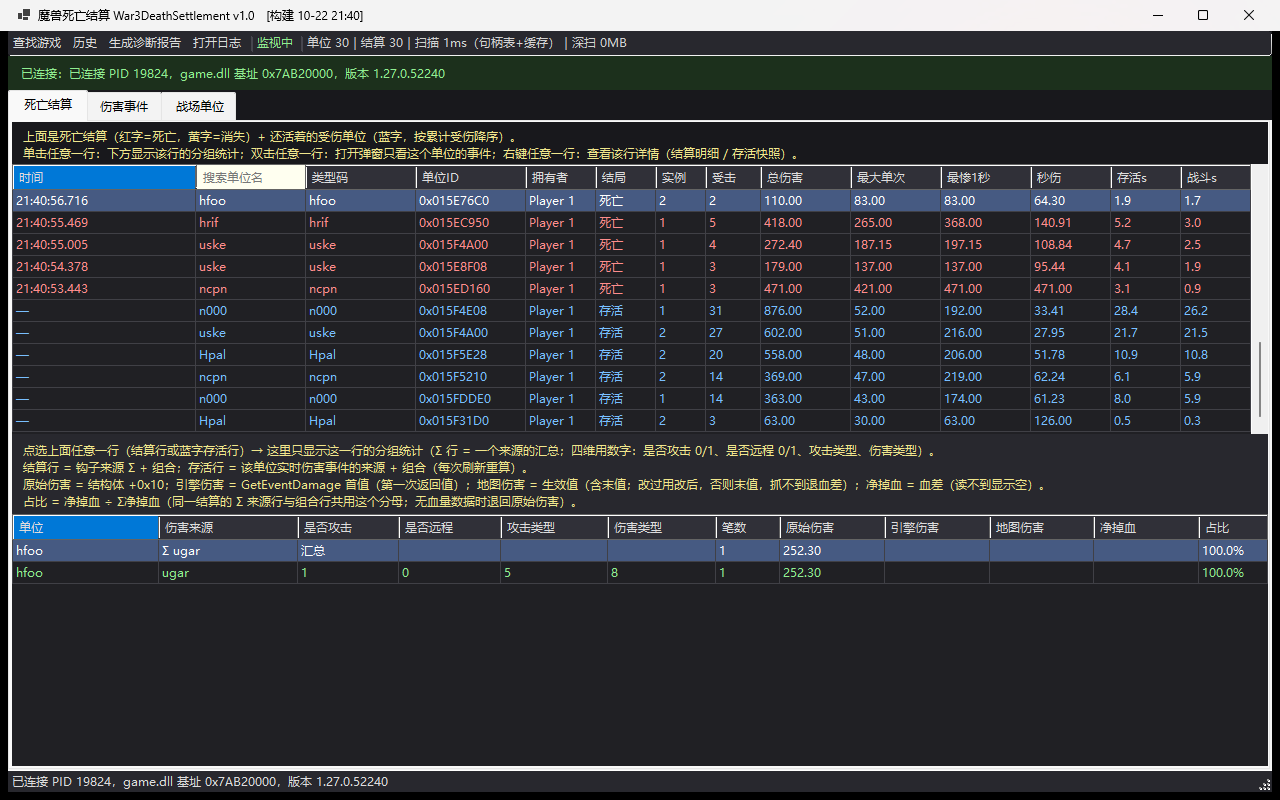 魔兽死亡结算 War3DeathSettlement v1.0 [构建 10-22 21:40]
查找游戏 历史 生成诊断报告 打开日志 | 监视中 | 单位 30 | 结算 30 | 扫描 1ms（句柄表+缓存） | 深扫 0MB
已连接：已连接 PID 19824，game.dll 基址 0x7AB20000，版本 1.27.0.52240
死亡结算 伤害事件 战场单位
上面是死亡结算（红字=死亡，黄字=消失）+ 还活着的受伤单位（蓝字，按累计受伤降序）。
单击任意一行：下方显示该行的分组统计；双击任意一行：打开弹窗只看这个单位的事件；右键任意一行：查看该行详情（结算明细 / 存活快照）。
时间 搜索单位名 类型码 单位ID 拥有者 结局 实例 受击 总伤害 最大单次 最惨1秒 秒伤 存活s 战斗s
21:40:56.716 hfoo hfoo 0x015E76C0 Player 1 死亡 2 2 110.00 83.00 83.00 64.30 1.9 1.7
21:40:55.469 hrif hrif 0x015EC950 Player 1 死亡 1 5 418.00 265.00 368.00 140.91 5.2 3.0
21:40:55.005 uske uske 0x015F4A00 Player 1 死亡 1 4 272.40 187.15 197.15 108.84 4.7 2.5
21:40:54.378 uske uske 0x015E8F08 Player 1 死亡 1 3 179.00 137.00 137.00 95.44 4.1 1.9
21:40:53.443 ncpn ncpn 0x015ED160 Player 1 死亡 1 3 471.00 421.00 471.00 471.00 3.1 0.9
— n000 n000 0x015F4E08 Player 1 存活 1 31 876.00 52.00 192.00 33.41 28.4 26.2
— uske uske 0x015F4A00 Player 1 存活 2 27 602.00 51.00 216.00 27.95 21.7 21.5
— Hpal Hpal 0x015F5E28 Player 1 存活 2 20 558.00 48.00 206.00 51.78 10.9 10.8
— ncpn ncpn 0x015F5210 Player 1 存活 2 14 369.00 47.00 219.00 62.24 6.1 5.9
— n000 n000 0x015FDDE0 Player 1 存活 1 14 363.00 43.00 174.00 61.23 8.0 5.9
— Hpal Hpal 0x015F31D0 Player 1 存活 2 3 63.00 30.00 63.00 126.00 0.5 0.3
点选上面任意一行（结算行或蓝字存活行）→ 这里只显示这一行的分组统计（Σ 行 = 一个来源的汇总；四维用数字：是否攻击 0/1、是否远程 0/1、攻击类型、伤害类型）。
结算行 = 钩子来源 Σ + 组合；存活行 = 该单位实时伤害事件的来源 + 组合（每次刷新重算）。
原始伤害 = 结构体 +0x10；引擎伤害 = GetEventDamage 首值（第一次返回值）；地图伤害 = 生效值（含末值；改过用改后，否则末值，抓不到退血差）；净掉血 = 血差（读不到显示空）。
占比 = 净掉血 ÷ Σ净掉血（同一结算的 Σ 来源行与组合行共用这个分母；无血量数据时退回原始伤害）。
单位 伤害来源 是否攻击 是否远程 攻击类型 伤害类型 笔数 原始伤害 引擎伤害 地图伤害 净掉血 占比
hfoo Σ ugar 汇总 1 252.30 100.0%
hfoo ugar 1 0 5 8 1 252.30 100.0%
已连接 PID 19824，game.dll 基址 0x7AB20000，版本 1.27.0.52240